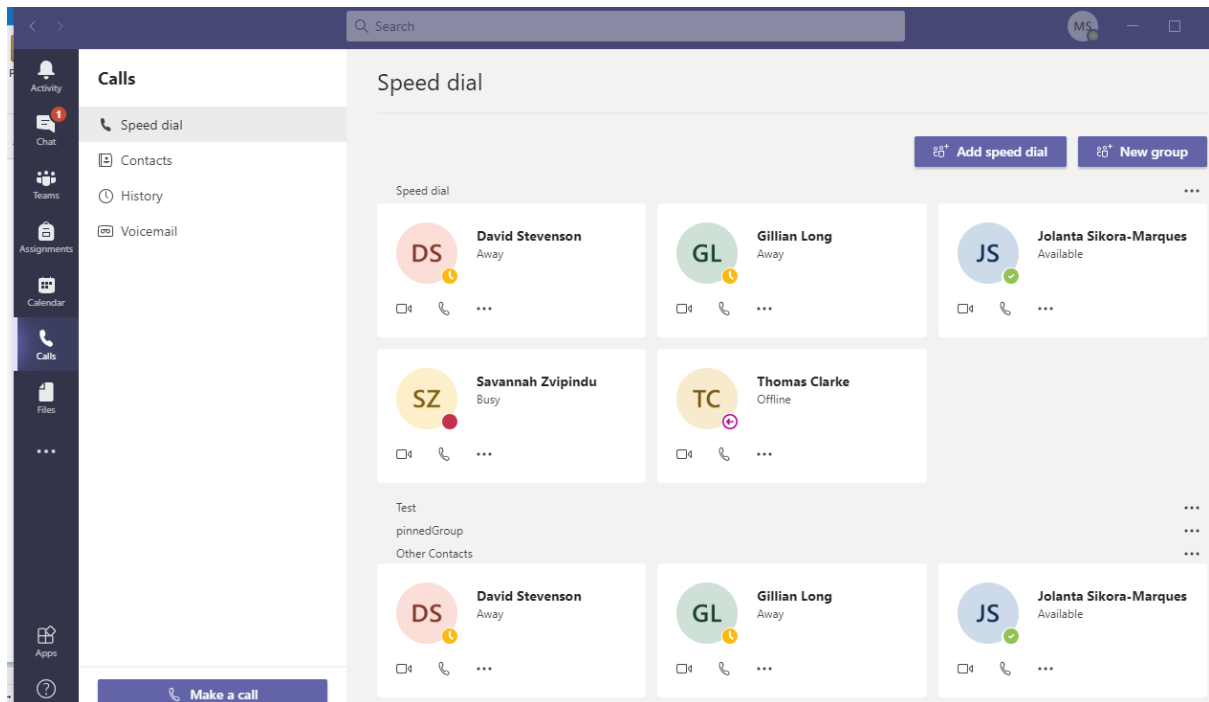 Search
MS
Activity
1
Chat
Teams
Assignments
Calendar
Calls
Files
Apps
Calls
Speed dial
Contacts
History
Voicemail
Make a call
Speed dial
Add speed dial
New group
Speed dial
DS
David Stevenson
Away
GL
Gillian Long
Away
JS
Jolanta Sikora-Marques
Available
SZ
Savannah Zvipindu
Busy
TC
Thomas Clarke
Offline
Test
pinnedGroup
Other Contacts
DS
David Stevenson
Away
GL
Gillian Long
Away
JS
Jolanta Sikora-Marques
Available